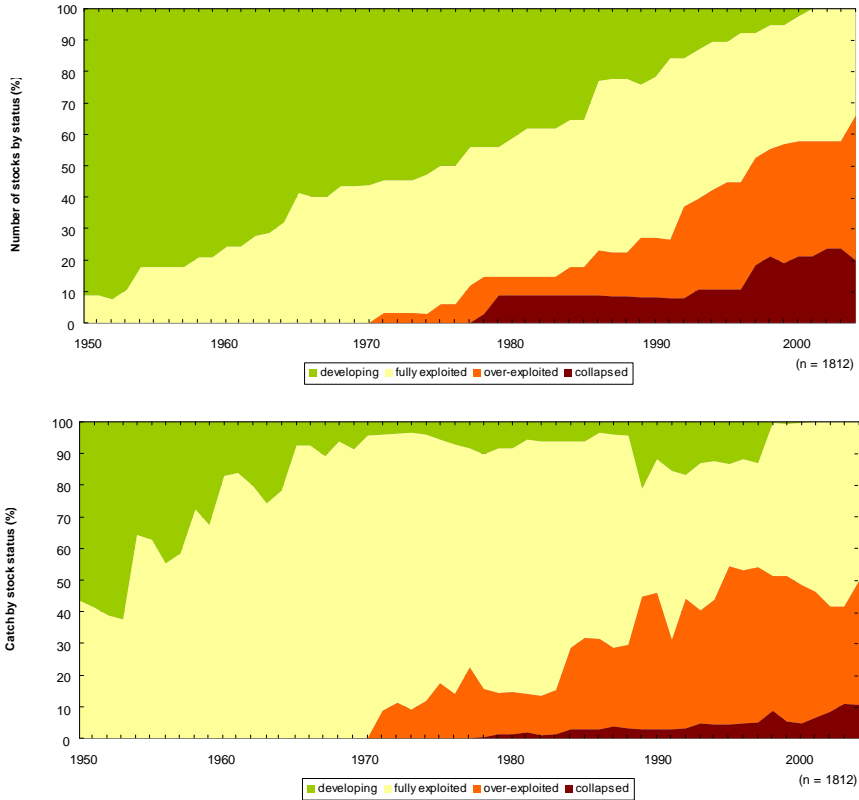 Number of stocks by status (%)
100
90
80
70
60
50
40
30
20
10
0
1950 1960 1970 1980 1990 2000
(n = 1812)
developing fully exploited over-exploited collapsed
Catch by stock status (%)
100
90
80
70
60
50
40
30
20
10
0
1950 1960 1970 1980 1990 2000
(n = 1812)
developing fully exploited over-exploited collapsed